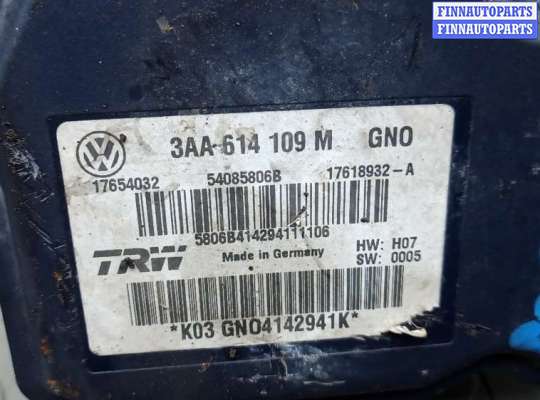 FINNAUTOPARTS
FINNAUTOPARTS
3AA 614 109 M GNO
17654032 54085806B 17618932-A
5806B414294111106
TRW Made in Germany HW: H07
SW: 0005
*K03 GNO4142941K*